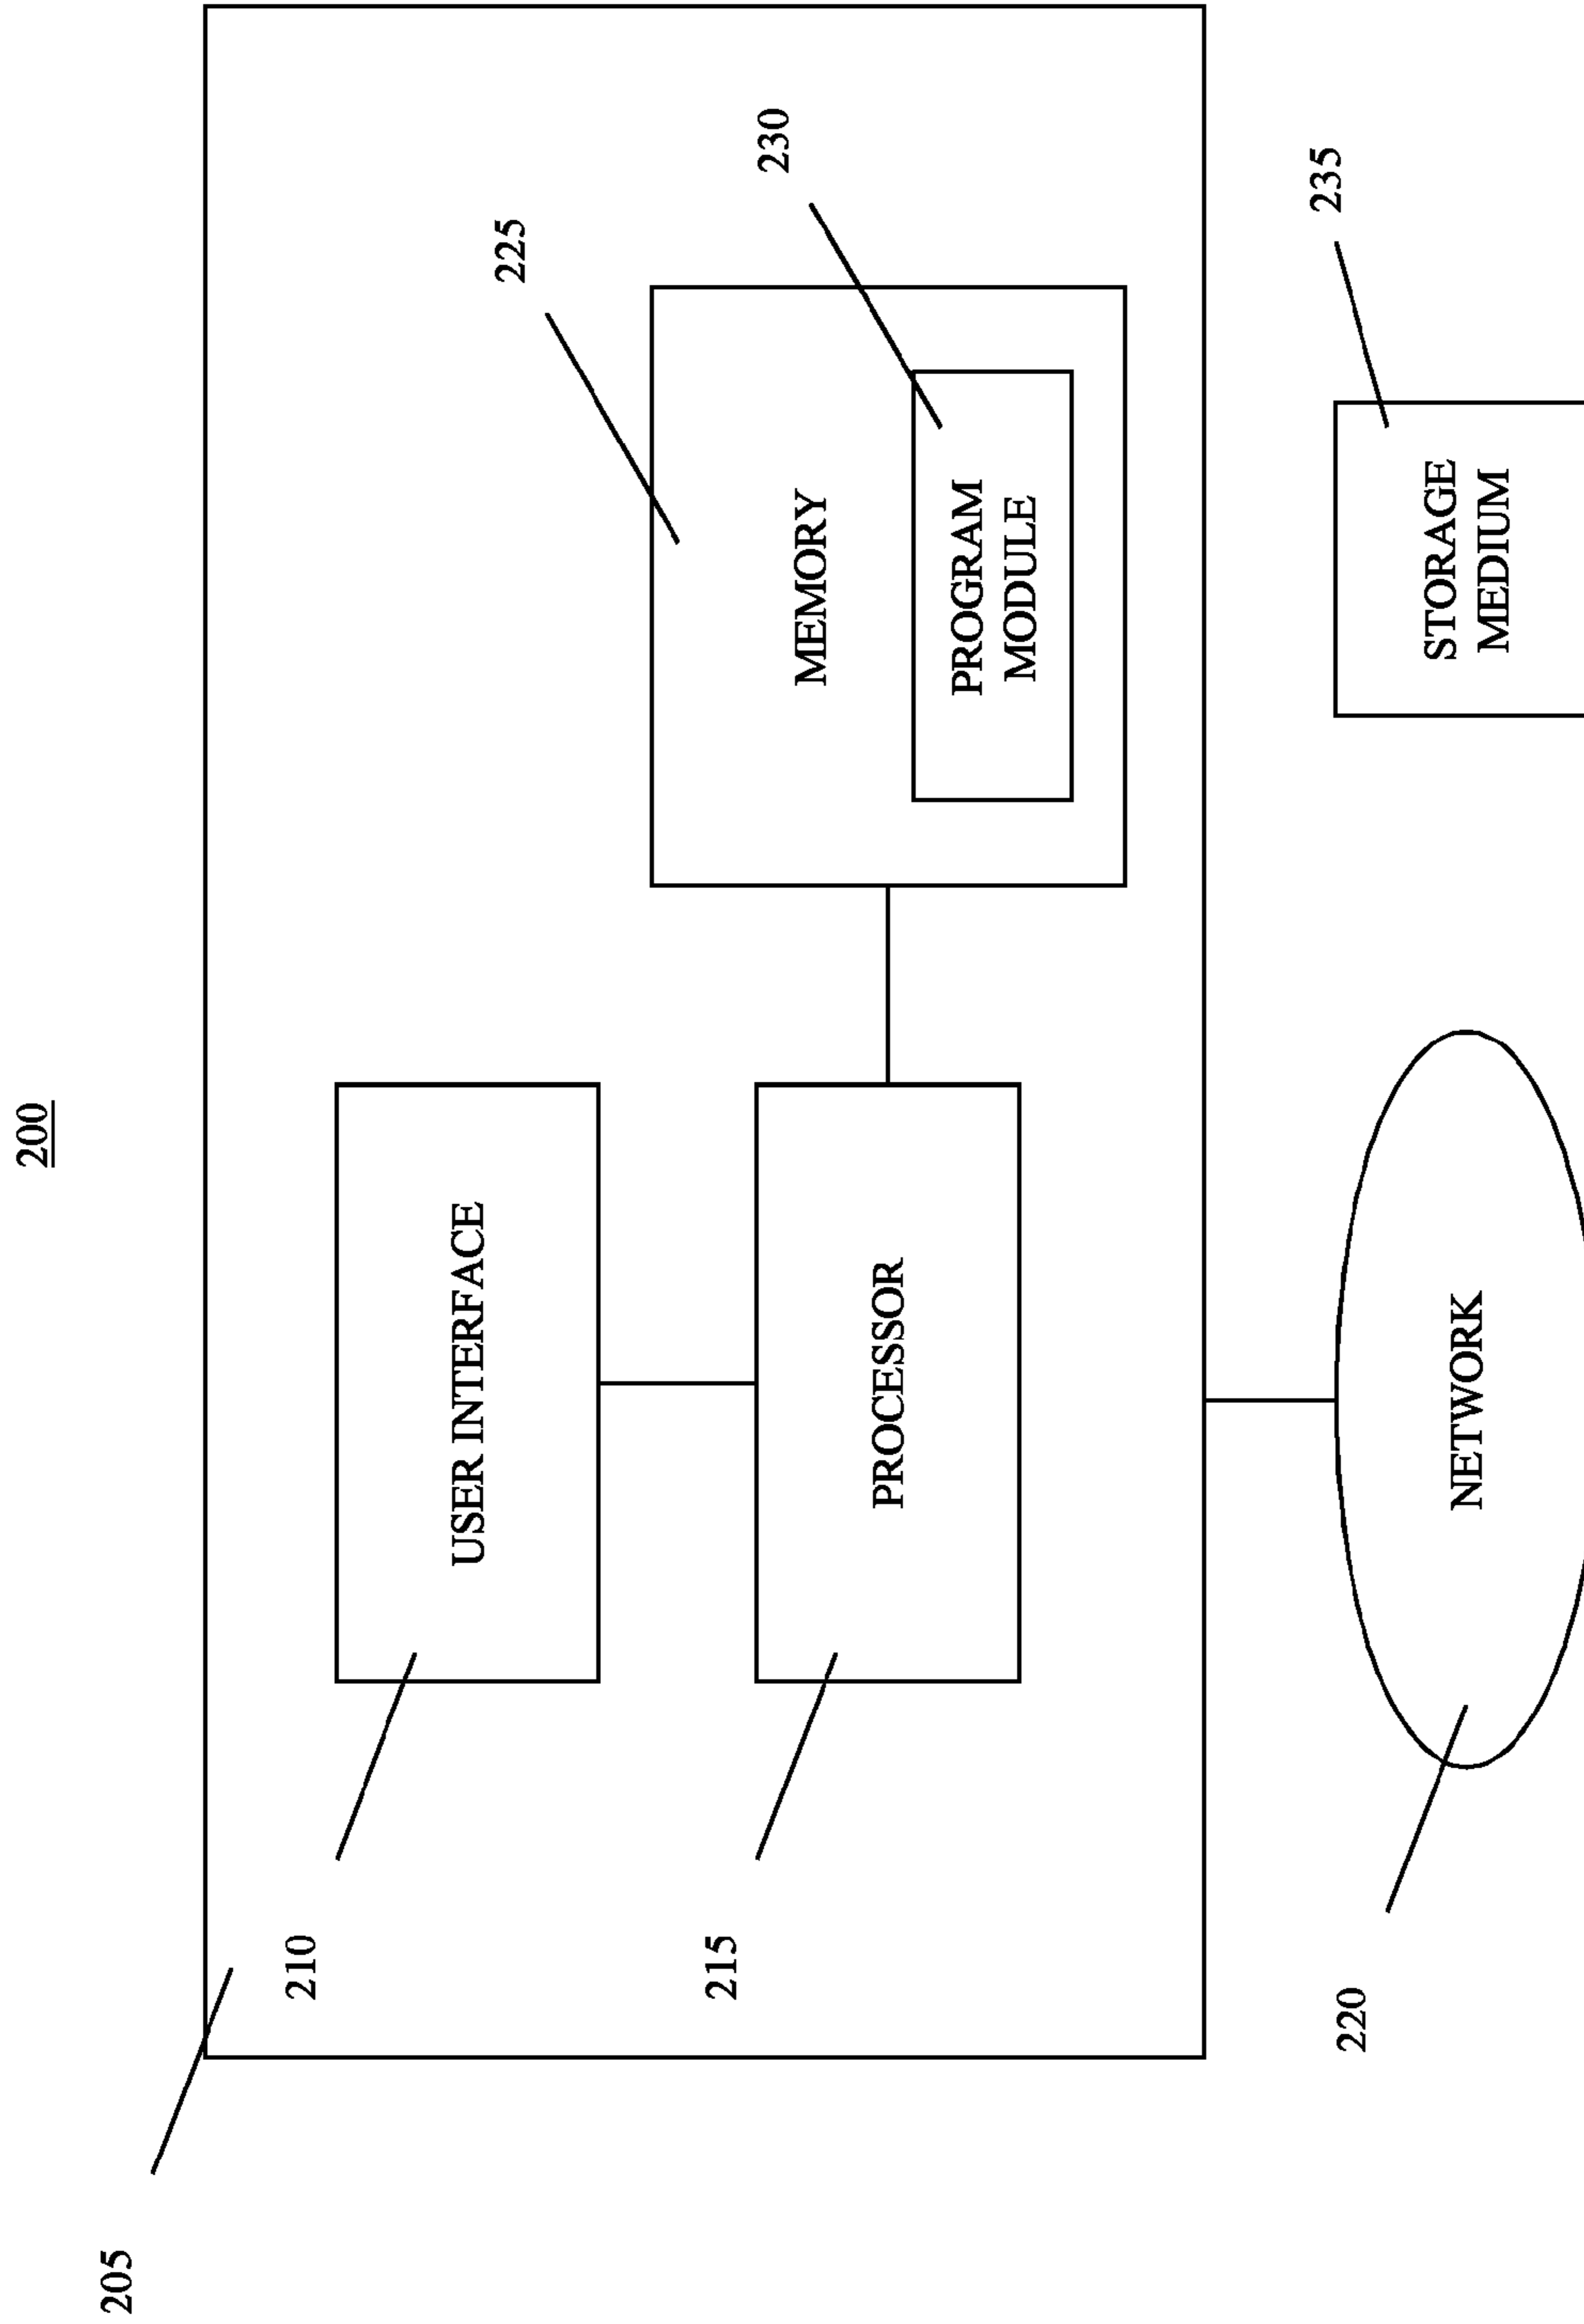 200
205
210
USER INTERFACE
225
MEMORY
230
PROGRAM
MODULE
215
PROCESSOR
220
NETWORK
235
STORAGE
MEDIUM